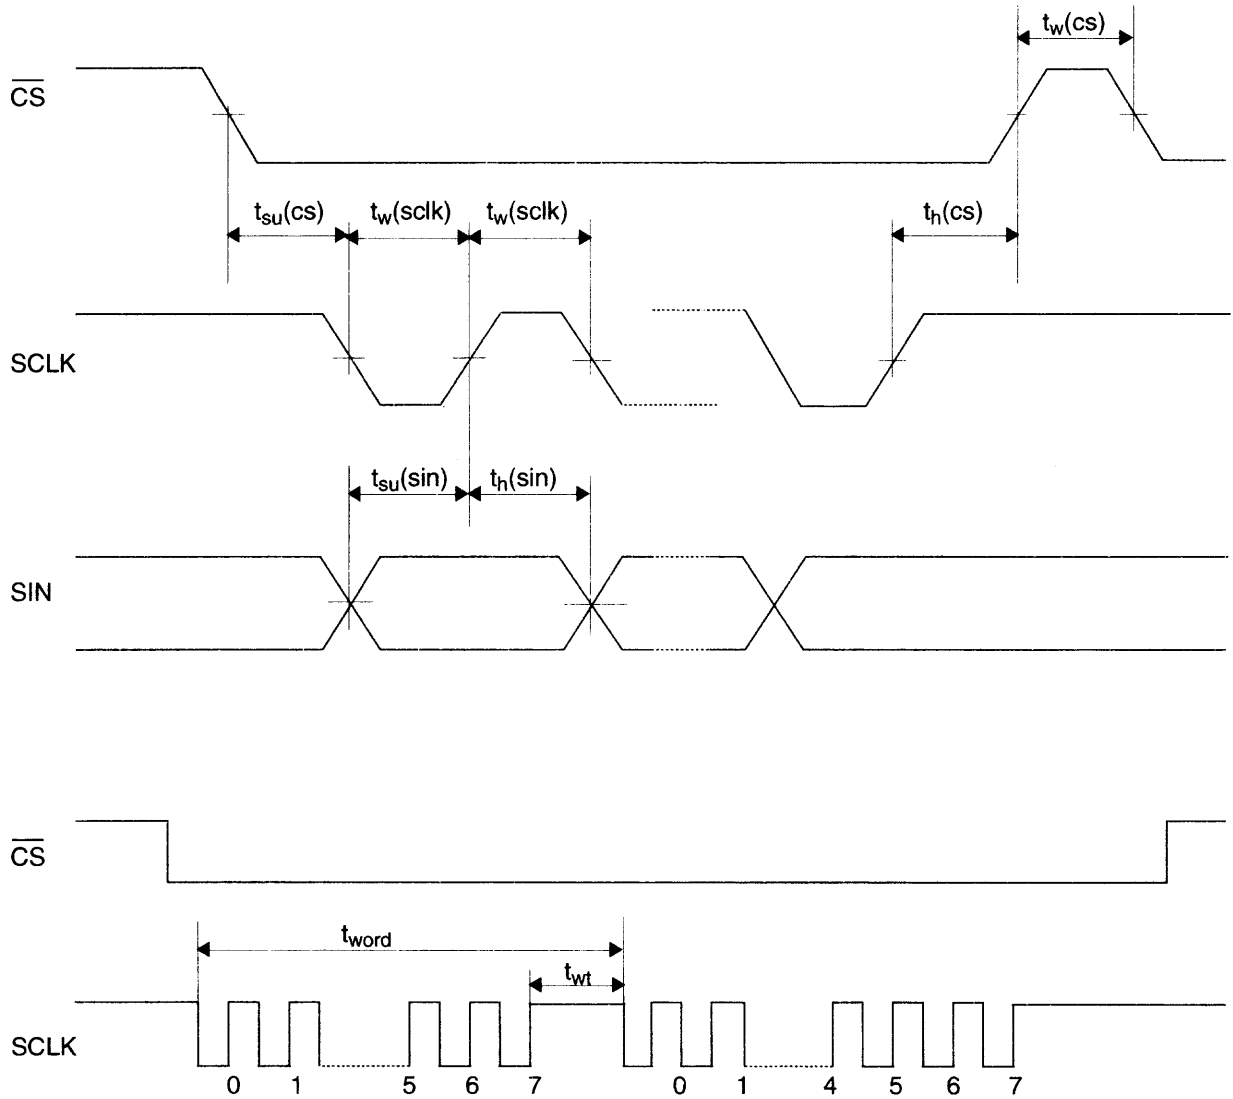 tw(cs)
CS
tsu(cs) tw(sclk) tw(sclk) th(cs)
SCLK
tsu(sin) th(sin)
SIN
CS
tword
twt
SCLK
0 1 5 6 7 0 1 4 5 6 7